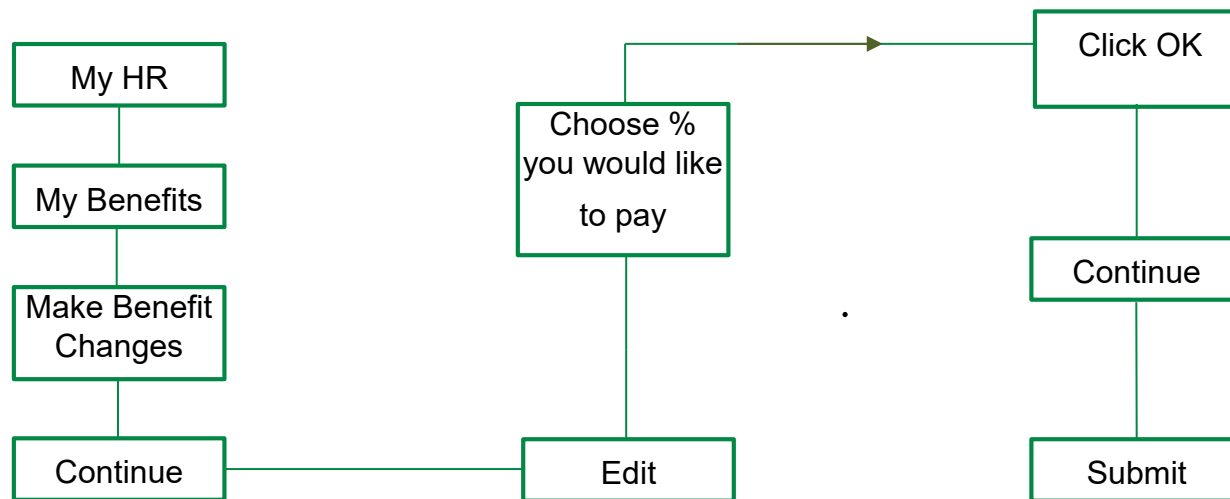 My HR
My Benefits
Make Benefit
Changes
Continue
Edit
Choose %
you would like
to pay
Click OK
Continue
Submit
.